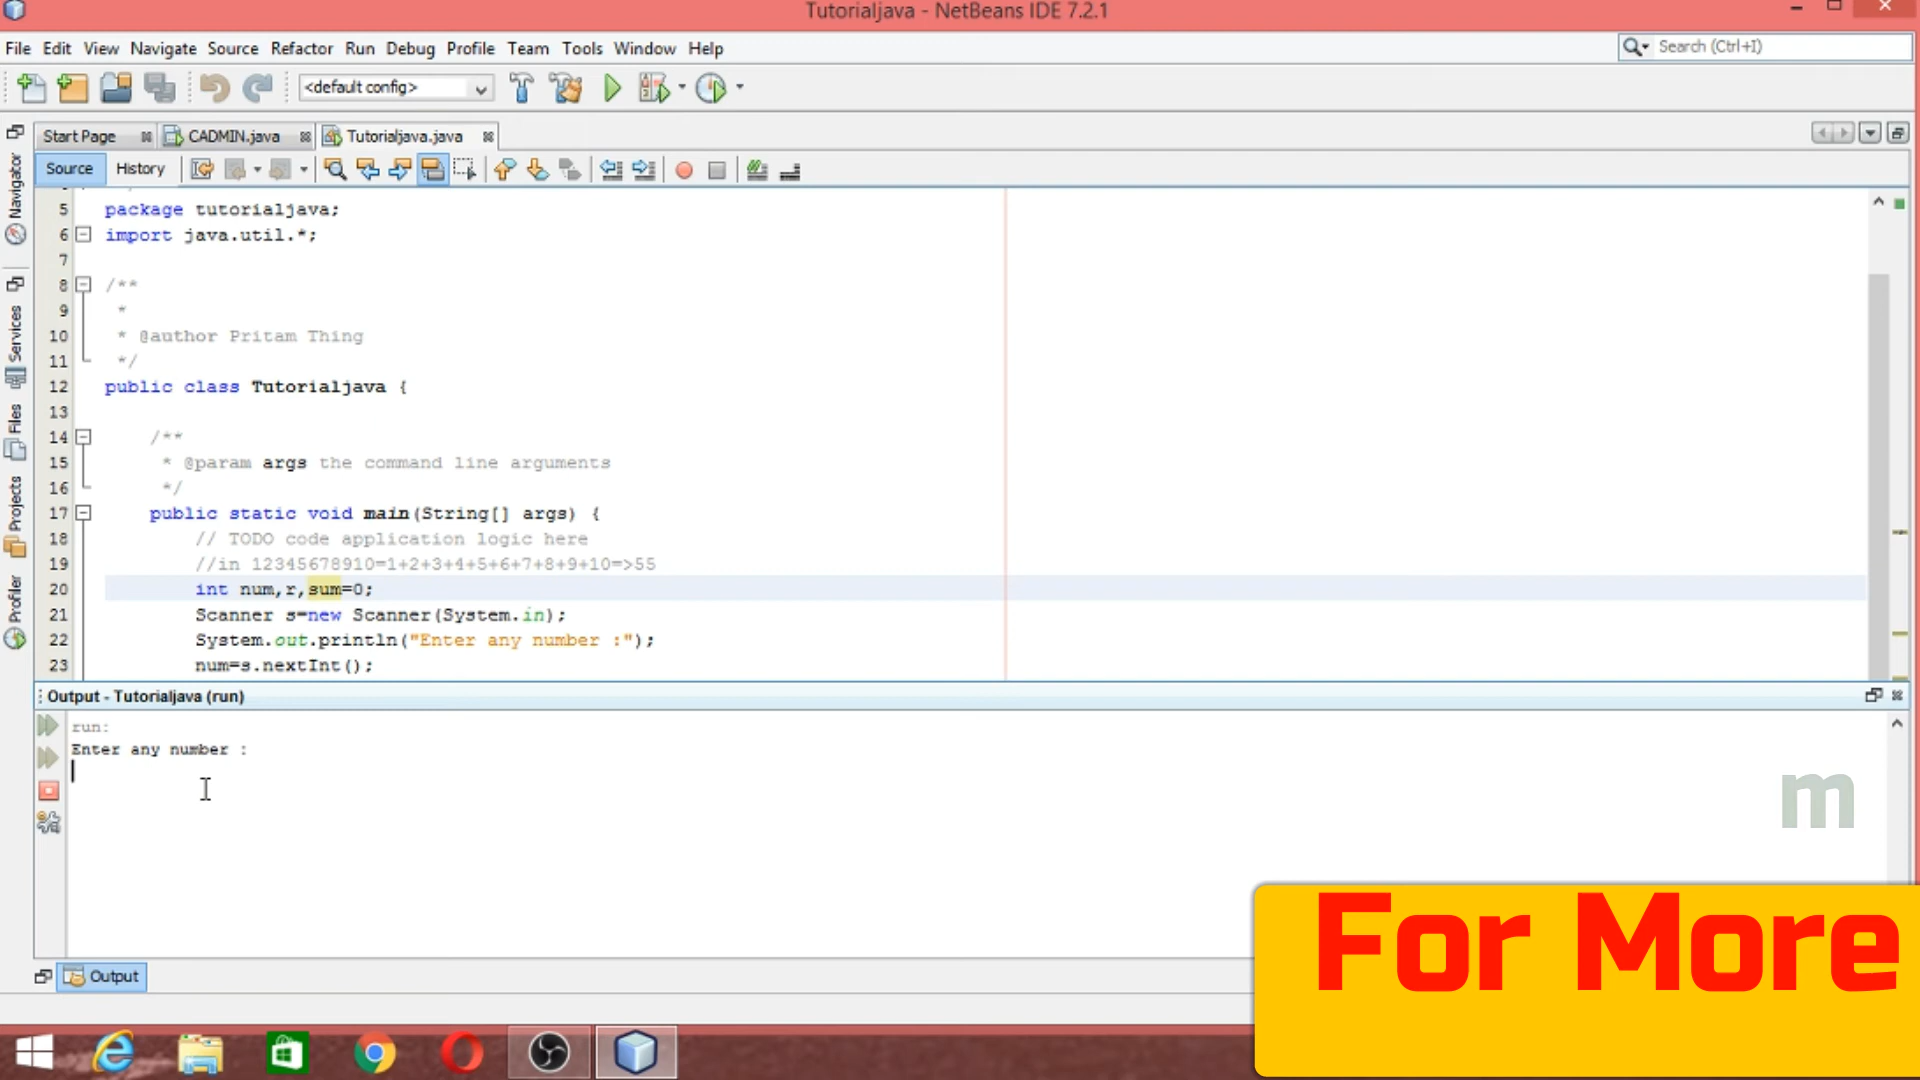 Tutorialjava - NetBeans IDE 7.2.1
File Edit View Navigate Source Refactor Run Debug Profile Team Tools Window Help
Search (Ctrl+I)
<default config>
Start Page CADMIN.java Tutorialjava.java
Source History
Navigator
Services
Files
Projects
Profiler
5 package tutorialjava;
6 import java.util.*;
7
8 /**
9 *
10 * @author Pritam Thing
11 */
12 public class Tutorialjava {
13
14 /**
15 * @param args the command line arguments
16 */
17 public static void main(String[] args) {
18 // TODO code application logic here
19 //in 12345678910=1+2+3+4+5+6+7+8+9+10=>55
20 int num,r,sum=0;
21 Scanner s=new Scanner(System.in);
22 System.out.println("Enter any number :");
23 num=s.nextInt();
Output - Tutorialjava (run)
run:
Enter any number :
m
For More
Output